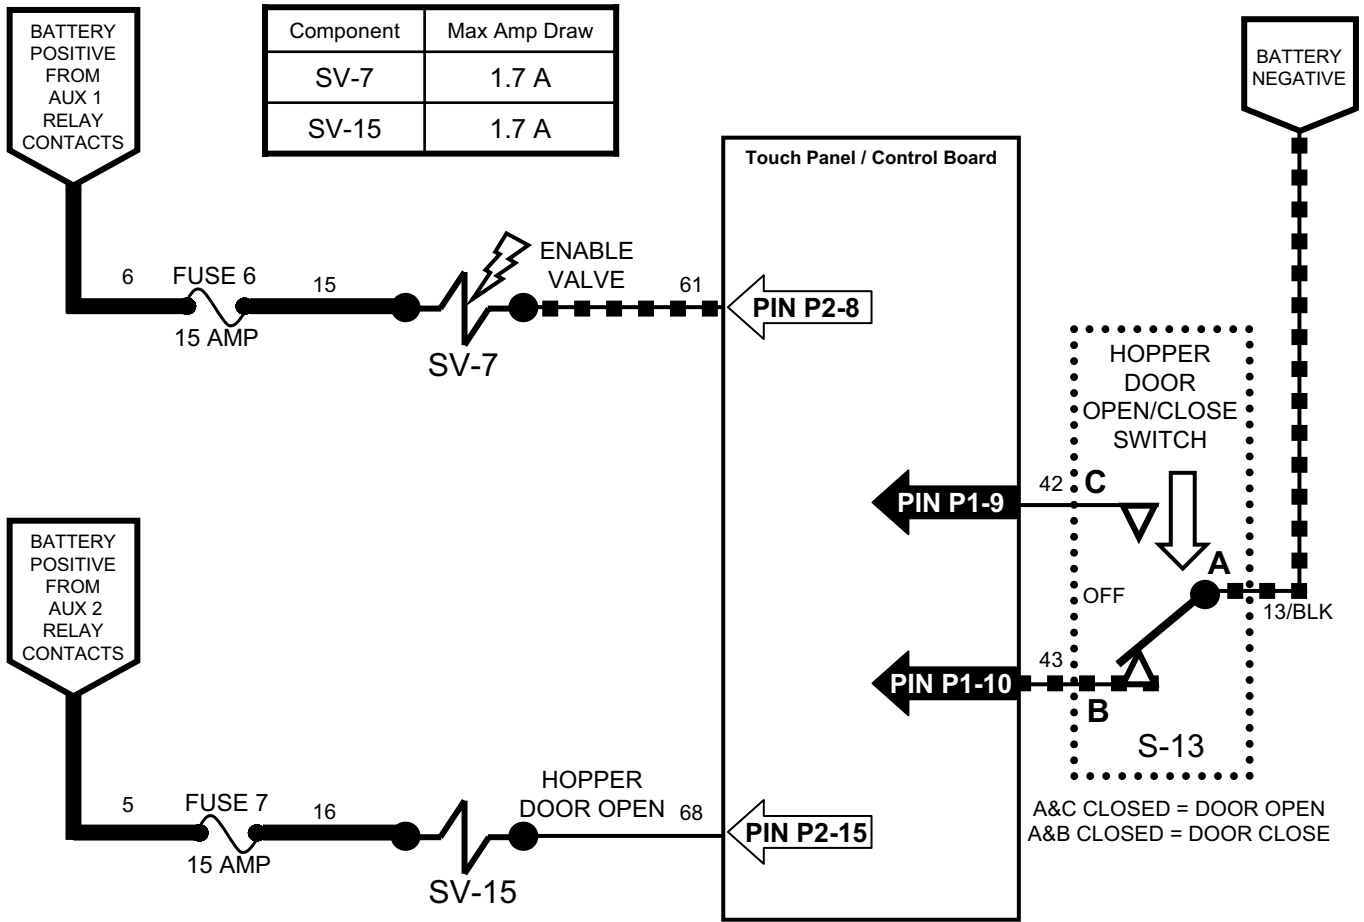 BATTERY
POSITIVE
FROM
AUX 1
RELAY
CONTACTS
Component Max Amp Draw
SV-7 1.7 A
SV-15 1.7 A
BATTERY
NEGATIVE
Touch Panel / Control Board
6
FUSE 6
15 AMP
15
SV-7
ENABLE
VALVE
61
PIN P2-8
HOPPER
DOOR
OPEN/CLOSE
SWITCH
PIN P1-9
42
C
A
OFF
13/BLK
PIN P1-10
43
B
S-13
A&C CLOSED = DOOR OPEN
A&B CLOSED = DOOR CLOSE
BATTERY
POSITIVE
FROM
AUX 2
RELAY
CONTACTS
5
FUSE 7
15 AMP
16
SV-15
HOPPER
DOOR OPEN
68
PIN P2-15